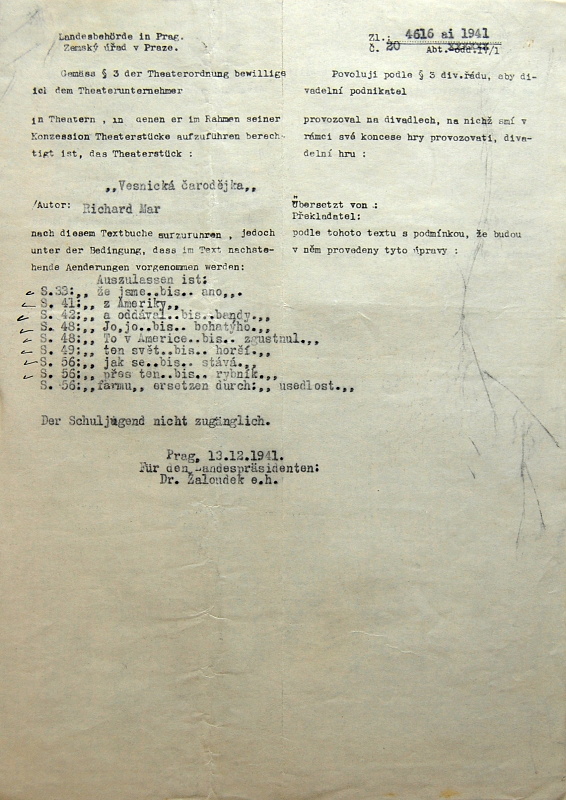 Landesbehörde in Prag.
Zemský úřad v Praze.
Zl.: 4616 ai 1941
č. 20 Abt.-odd.IV/1
Gemäss § 3 der Theaterordnung bewillige
ich dem Theaterunternehmer
in Theatern , in denen er im Rahmen seiner
Konzession Theaterstücke aufzuführen berech-
tigt ist, das Theaterstück :
Povoluji podle § 3 div.řádu, aby di-
vadelní podnikatel
provozoval na divadlech, na nichž smí v
rámci své koncese hry provozovati, diva-
delní hru :
,,Vesnická čarodějka,,
/Autor: Richard Mar
Übersetzt von :
Překladatel:
nach diesem Textbuche aufzuführen , jedoch
unter der Bedingung, dass im Text nachste-
hende Aenderungen vorgenommen werden:
podle tohoto textu s podmínkou, že budou
v něm provedeny tyto úpravy :
Auszulassen ist:
S.33:,, že jsme..bis.. ano,,.
S. 41:,, z Ameriky,,
S. 42:,, a oddával..bis..bandy.,,
S. 48:,, Jo,jo..bis.. bohatýho.,,
S. 48:,, To v Americe..bis.. zgustnul.,,
S. 49:,, ten svět..bis.. horší.,,
S. 56:,, jak se..bis.. stává.,,
S. 56:,, přes ten..bis.. rybník.,,
S. 56:,,farmu,, ersetzen durch:,, usedlost.,,
Der Schuljugend nicht zugänglich.
Prag, 13.12.1941.
Für den Landespräsidenten:
Dr. Žaloudek e.h.